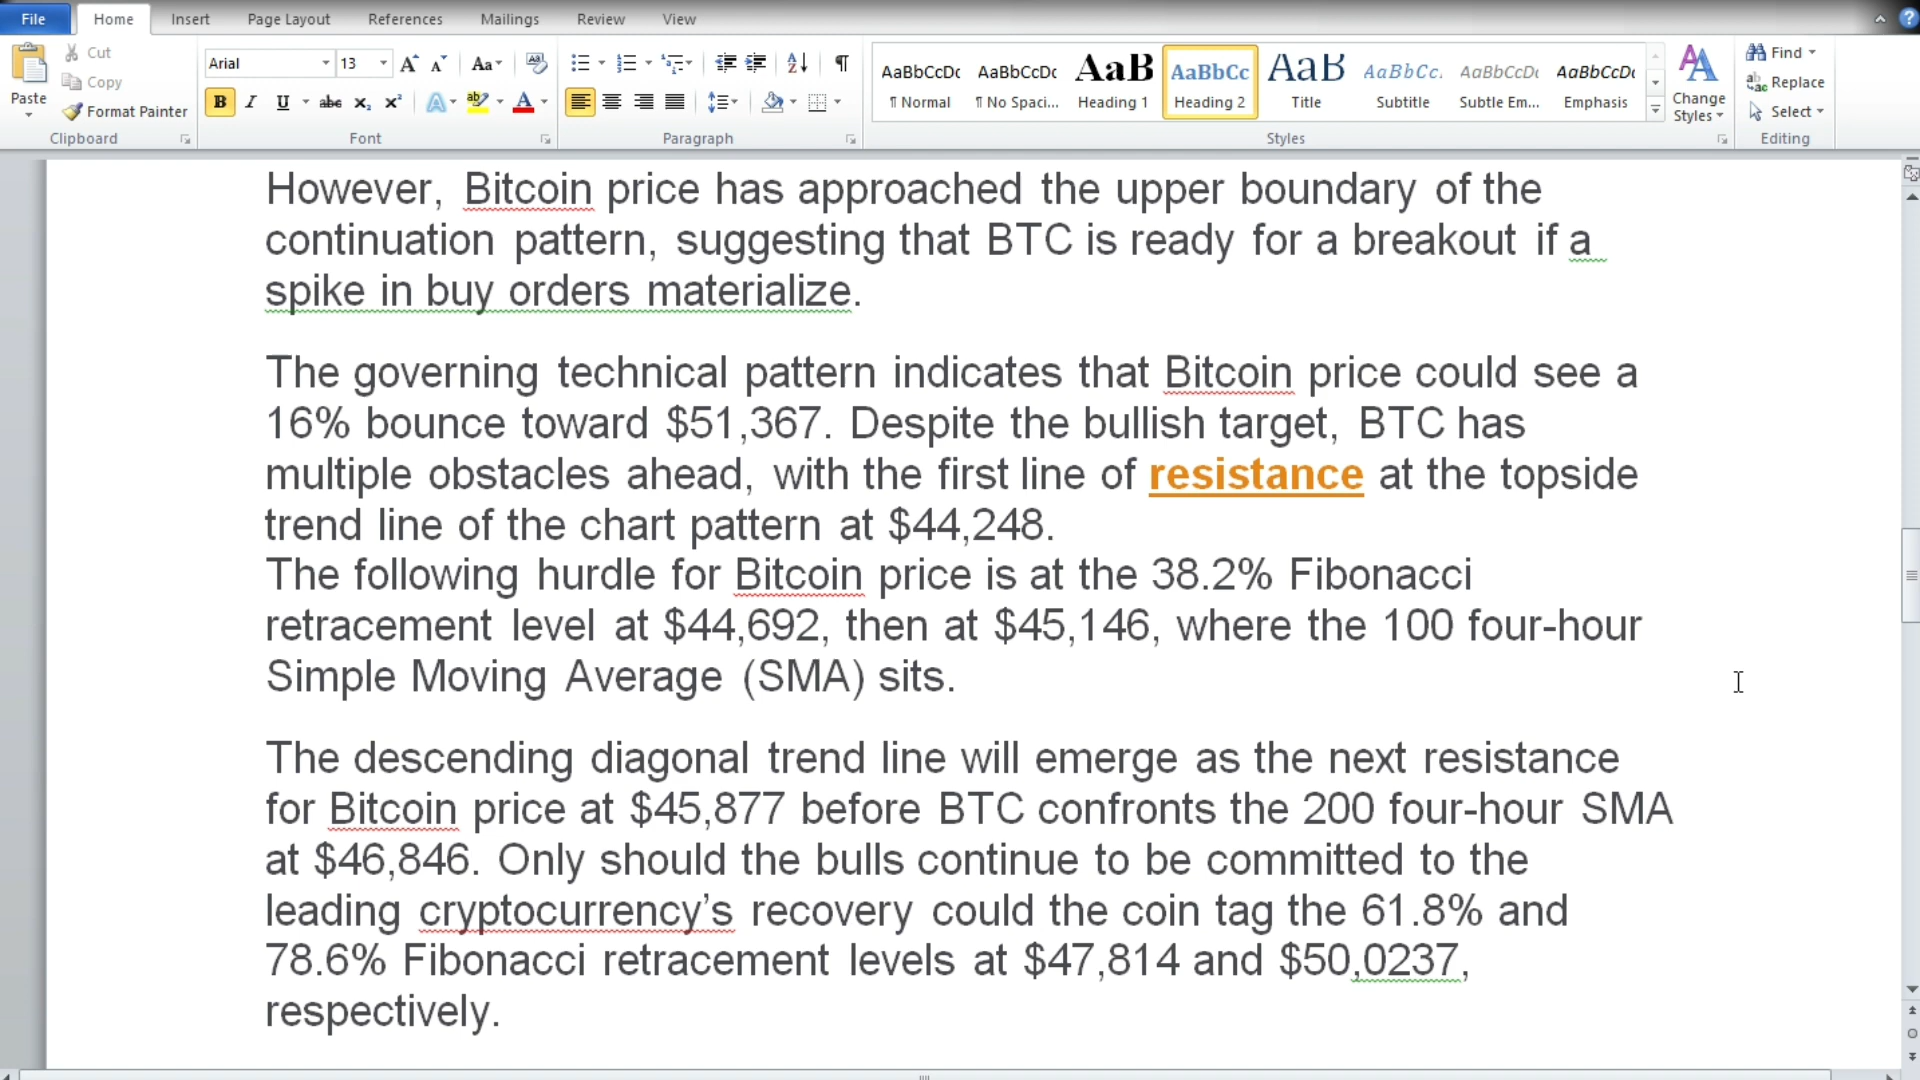 File Home Insert Page Layout References Mailings Review View
Paste
Cut
Copy
Format Painter
Clipboard
Arial 13
Font
Paragraph
AaBbCcDc AaBbCcDc AaB AaBbCc AaB AaBbCc. AaBbCcDc AaBbCcDc
¶ Normal ¶ No Spaci... Heading 1 Heading 2 Title Subtitle Subtle Em... Emphasis
Change
Styles
Styles
Find
Replace
Select
Editing
However, Bitcoin price has approached the upper boundary of the
continuation pattern, suggesting that BTC is ready for a breakout if a
spike in buy orders materialize.
The governing technical pattern indicates that Bitcoin price could see a
16% bounce toward $51,367. Despite the bullish target, BTC has
multiple obstacles ahead, with the first line of resistance at the topside
trend line of the chart pattern at $44,248.
The following hurdle for Bitcoin price is at the 38.2% Fibonacci
retracement level at $44,692, then at $45,146, where the 100 four-hour
Simple Moving Average (SMA) sits.
The descending diagonal trend line will emerge as the next resistance
for Bitcoin price at $45,877 before BTC confronts the 200 four-hour SMA
at $46,846. Only should the bulls continue to be committed to the
leading cryptocurrency’s recovery could the coin tag the 61.8% and
78.6% Fibonacci retracement levels at $47,814 and $50,0237,
respectively.